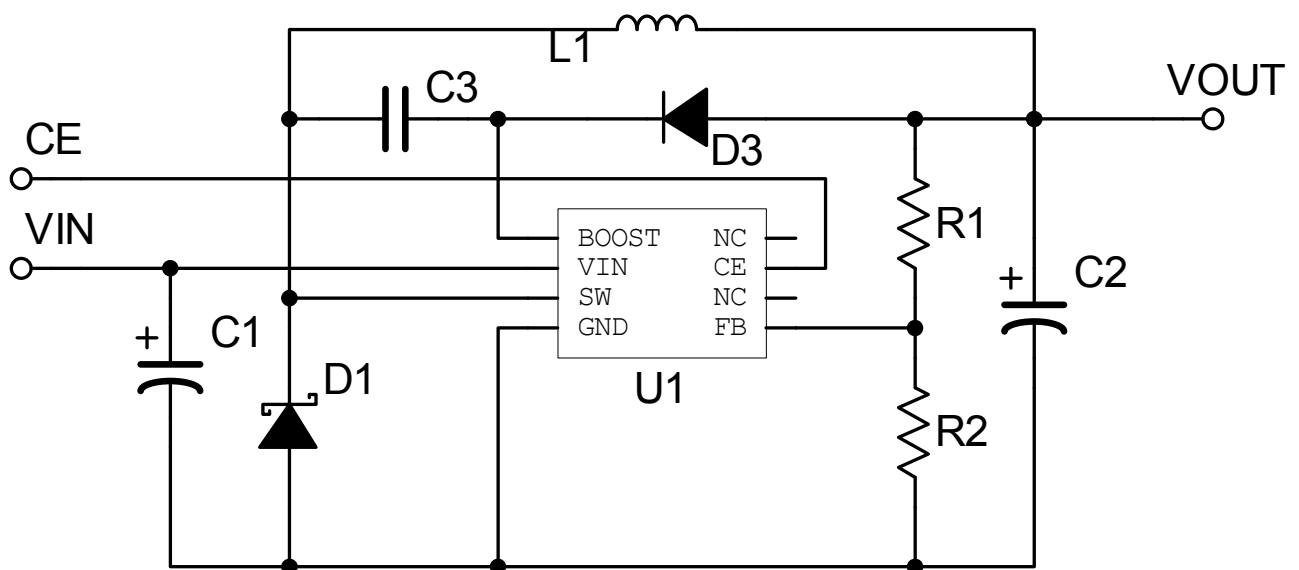 L1
VOUT
C3
CE
D3
VIN
BOOST NC
VIN CE
SW NC
GND FB
R1
C2
+
+
C1
D1
U1
R2